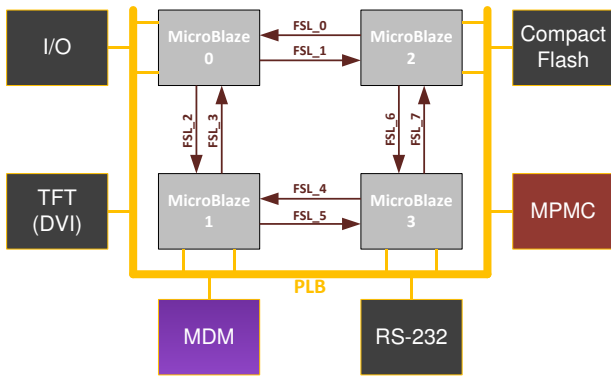 I/O
MicroBlaze
0
FSL_0
FSL_1
MicroBlaze
2
Compact
Flash
FSL_2
FSL_3
FSL_6
FSL_7
TFT
(DVI)
MicroBlaze
1
FSL_4
FSL_5
MicroBlaze
3
MPMC
PLB
MDM
RS-232